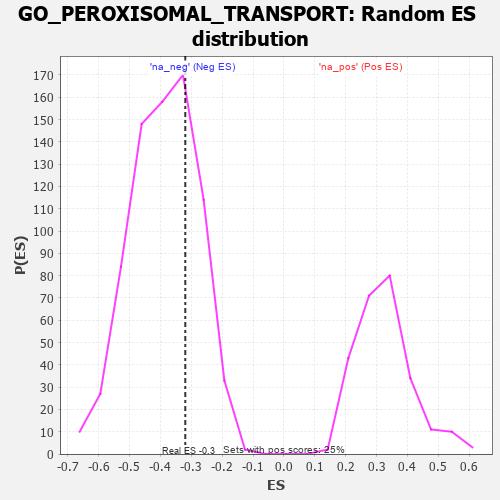 GO_PEROXISOMAL_TRANSPORT: Random ES
distribution
'na_neg' (Neg ES) 'na_pos' (Pos ES)
170
160
150
140
130
120
110
100
90
80
70
60
50
40
30
20
10
0
P(ES)
Real ES -0.3 Sets with pos scores: 25%
-0.7 -0.6 -0.5 -0.4 -0.3 -0.2 -0.1 0.0 0.1 0.2 0.3 0.4 0.5 0.6
ES